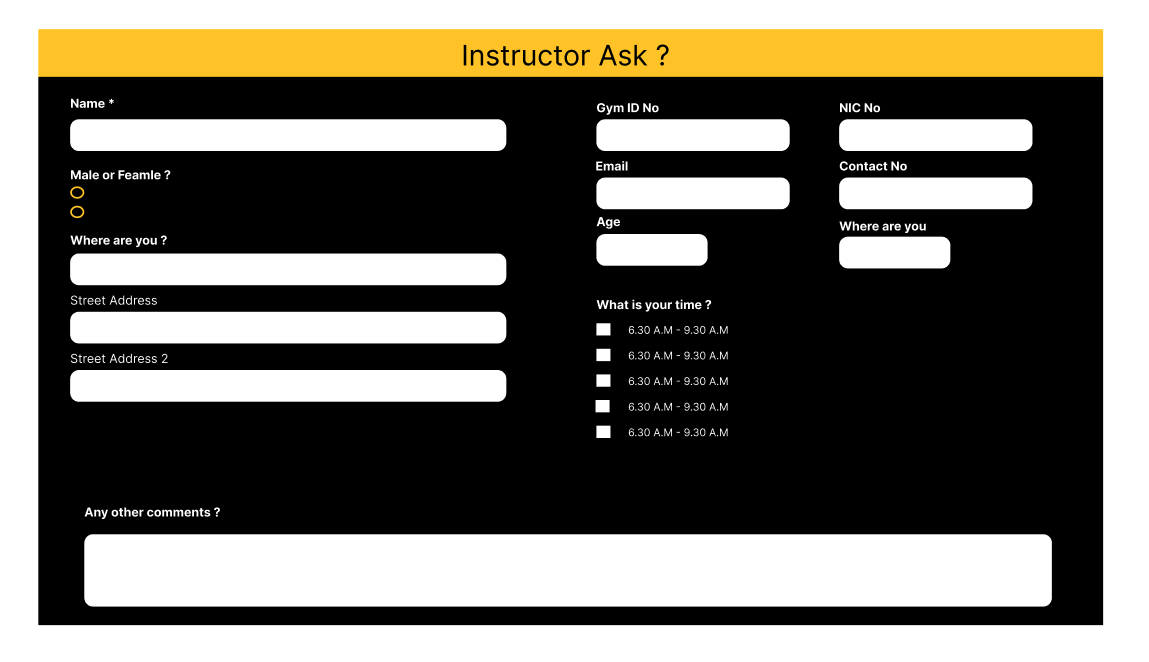 Instructor Ask ?
Name *
Male or Feamle ?
Where are you ?
Street Address
Street Address 2
Gym ID No
NIC No
Email
Contact No
Age
Where are you
What is your time ?
6.30 A.M - 9.30 A.M
6.30 A.M - 9.30 A.M
6.30 A.M - 9.30 A.M
6.30 A.M - 9.30 A.M
6.30 A.M - 9.30 A.M
Any other comments ?